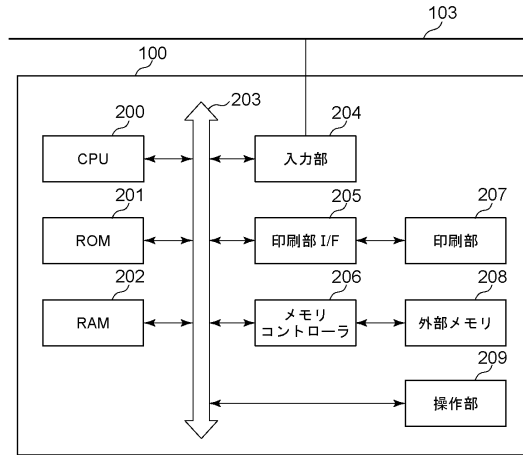 103
100
203
200
CPU
204
入力部
201
ROM
205
印刷部 I/F
207
印刷部
202
RAM
206
メモリ
コントローラ
208
外部メモリ
209
操作部